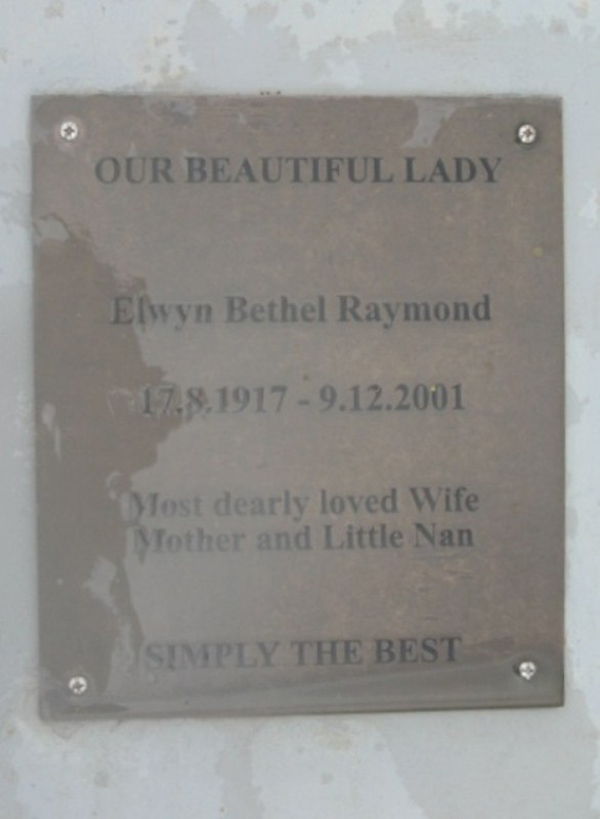 OUR BEAUTIFUL LADY
Elwyn Bethel Raymond
17.8.1917 - 9.12.2001
Most dearly loved Wife
Mother and Little Nan
SIMPLY THE BEST